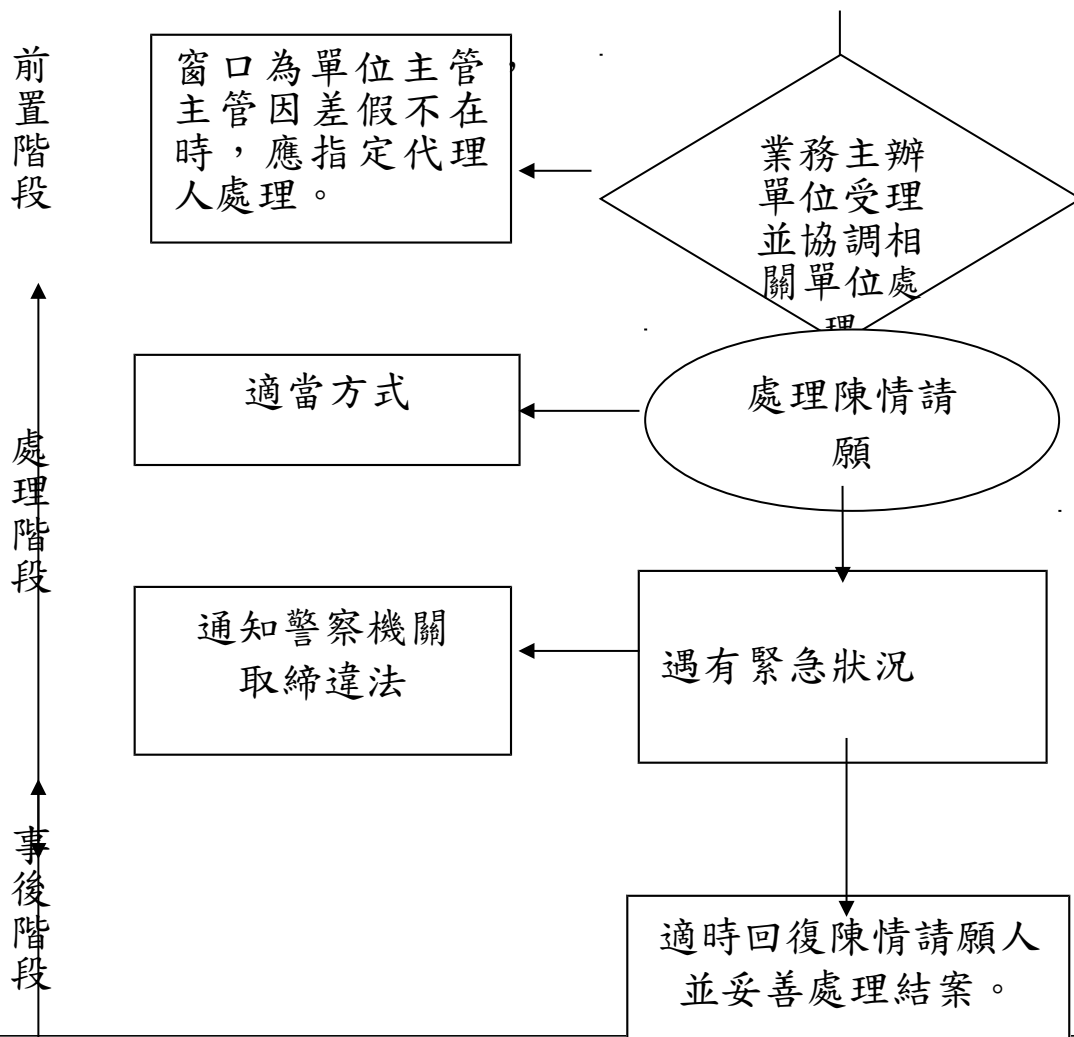 前置階段
窗口為單位主管，
主管因差假不在
時，應指定代理
人處理。
業務主辦
單位受理
並協調相
關單位處
理
處理階段
適當方式
處理陳情請
願
通知警察機關
取締違法
遇有緊急狀況
事後階段
適時回復陳情請願人
並妥善處理結案。